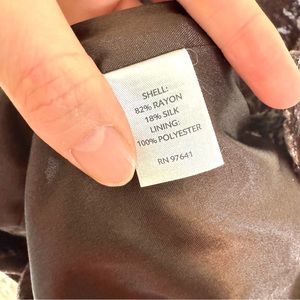 SHELL:
82% RAYON
18% SILK
LINING:
100% POLYESTER
RN 97641